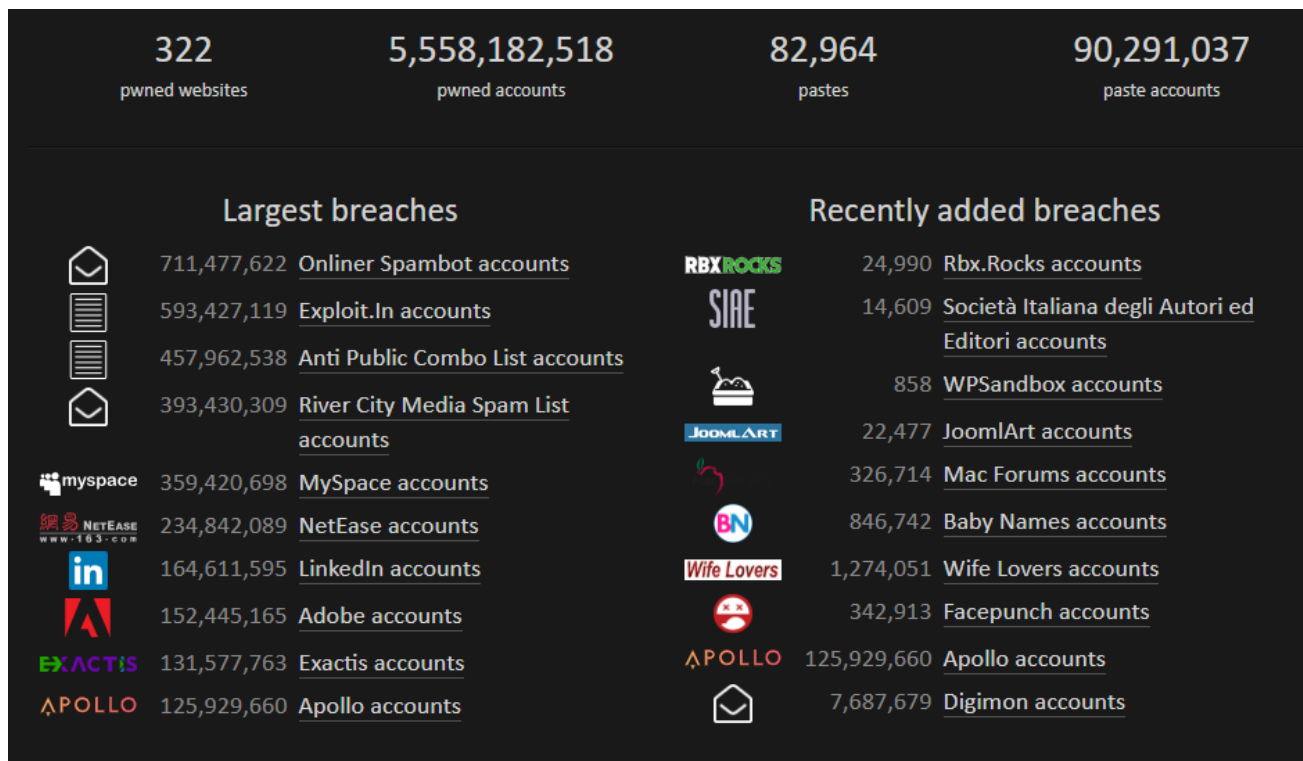 322
pwned websites
5,558,182,518
pwned accounts
82,964
pastes
90,291,037
paste accounts
Largest breaches
711,477,622 Onliner Spambot accounts
593,427,119 Exploit.In accounts
457,962,538 Anti Public Combo List accounts
393,430,309 River City Media Spam List
accounts
myspace 359,420,698 MySpace accounts
網易 NETEASE 234,842,089 NetEase accounts
www.163.com
in 164,611,595 LinkedIn accounts
152,445,165 Adobe accounts
EXACTIS 131,577,763 Exactis accounts
APOLLO 125,929,660 Apollo accounts
Recently added breaches
RBXROCKS 24,990 Rbx.Rocks accounts
SIAE 14,609 Società Italiana degli Autori ed
Editori accounts
858 WPSandbox accounts
JOOMLART 22,477 JoomlArt accounts
326,714 Mac Forums accounts
BN 846,742 Baby Names accounts
Wife Lovers 1,274,051 Wife Lovers accounts
342,913 Facepunch accounts
APOLLO 125,929,660 Apollo accounts
7,687,679 Digimon accounts